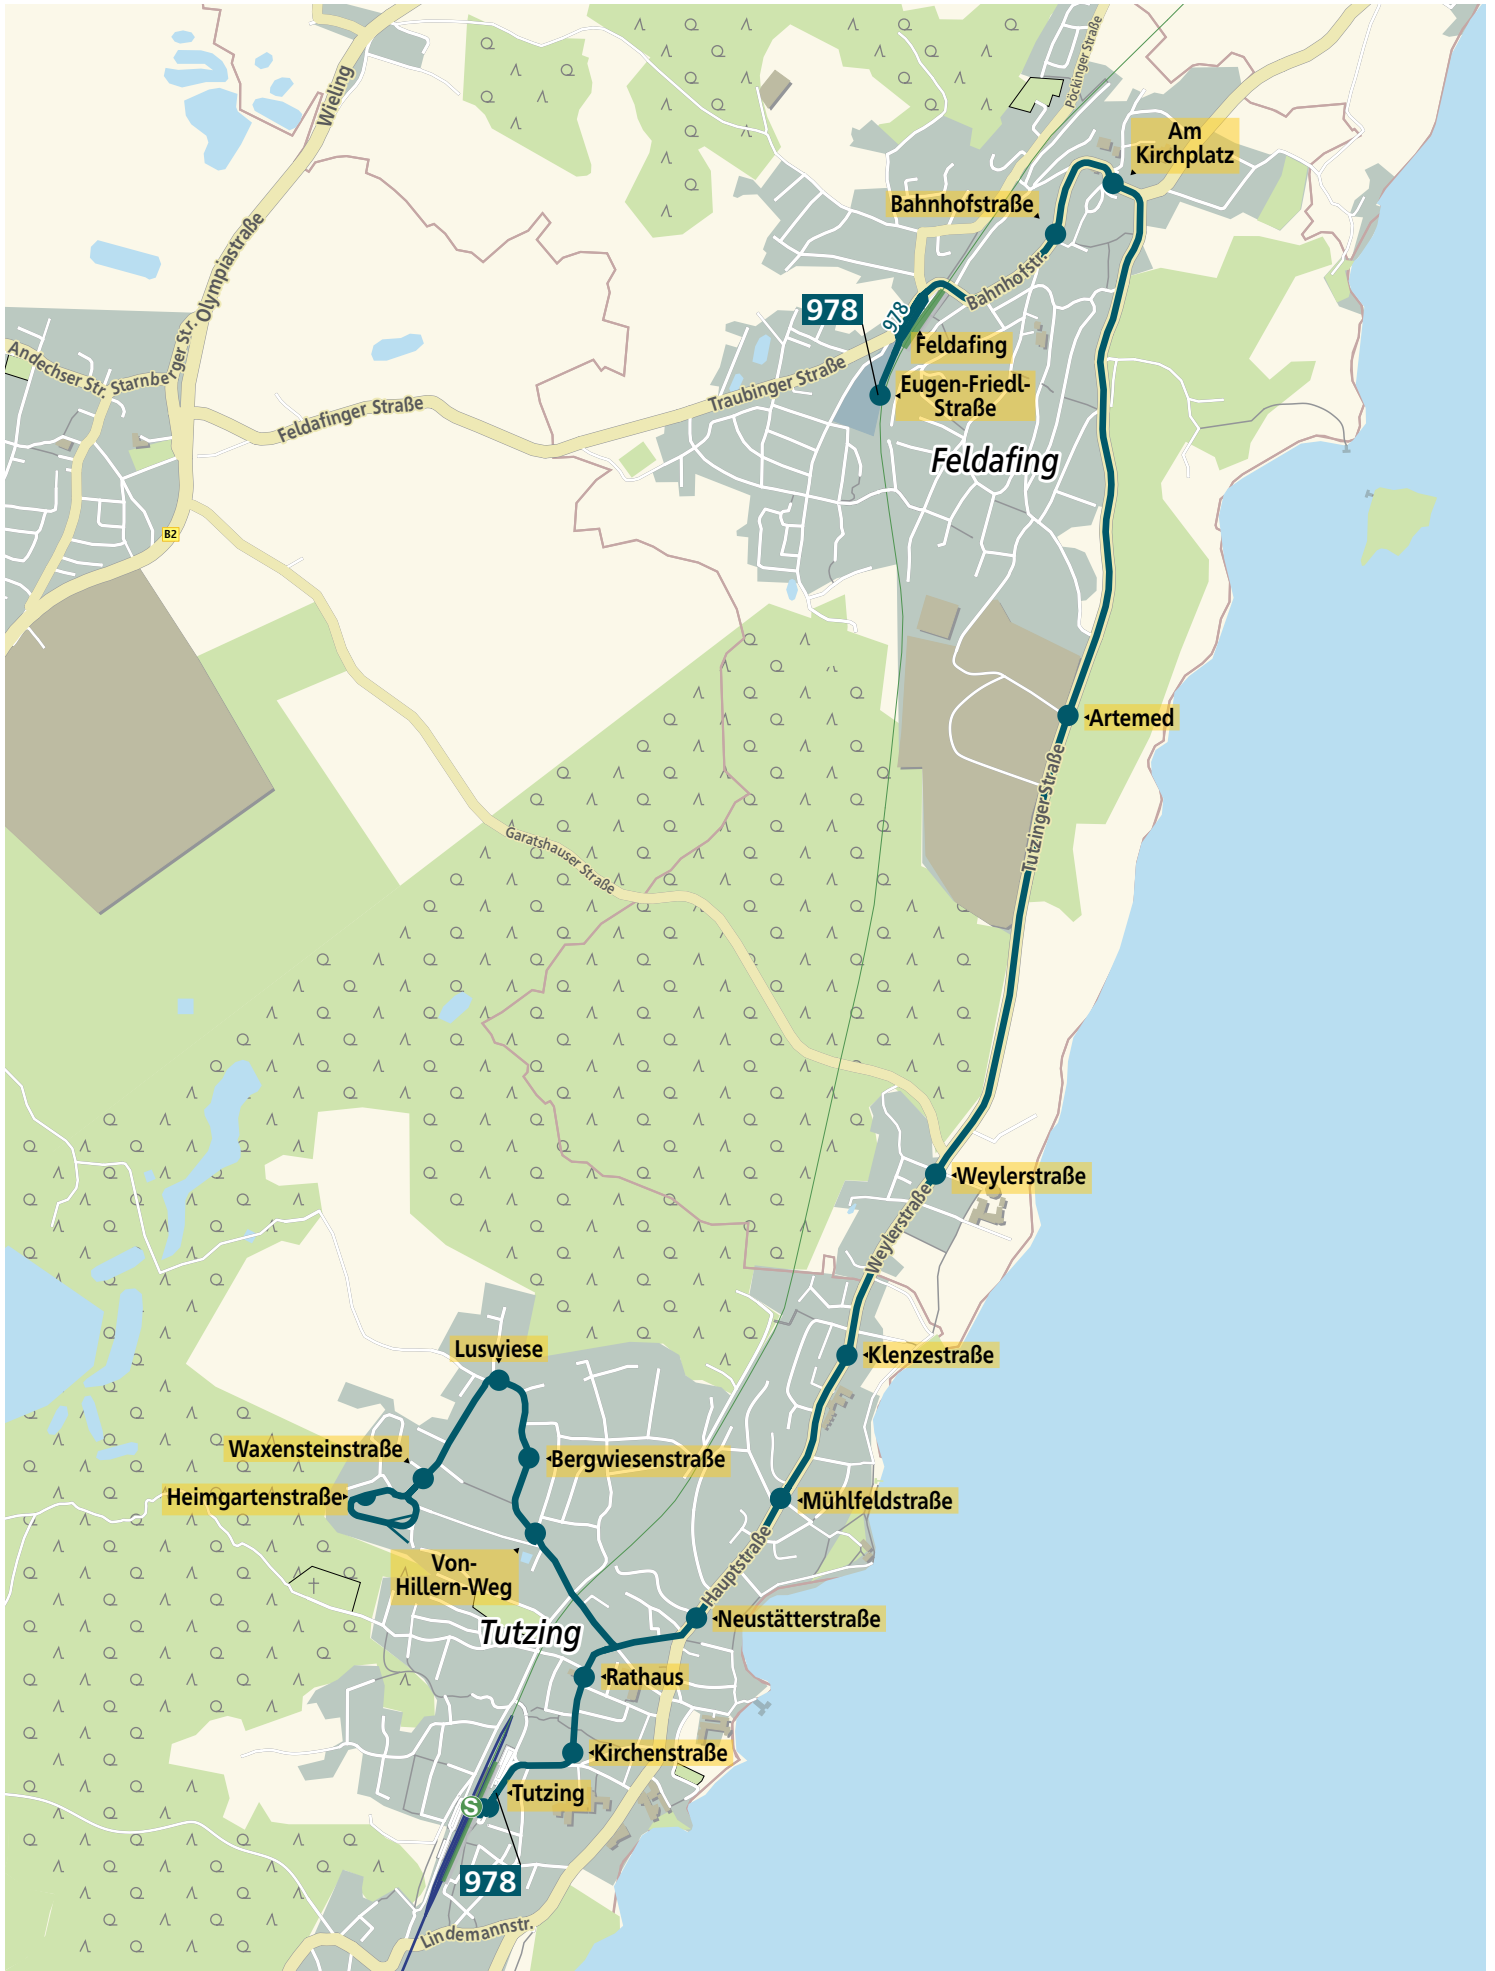 Pöckinger Straße
Wieling
Am
Kirchplatz
Bahnhofstraße
Olympiastraße
Bahnhofstr.
978
978
Feldafing
Andechser Str.
Starnberger Str.
Traubinger Straße
Eugen-Friedl-
Straße
Feldafinger Straße
Feldafing
B2
Artemed
Tutzinger Straße
Garatshauser Straße
Weylerstraße
Weylerstraße
Luswiese
Klenzestraße
Waxensteinstraße
Bergwiesenstraße
Heimgartenstraße
Mühlfeldstraße
Von-
Hillern-Weg
Hauptstraße
Neustätterstraße
Tutzing
Rathaus
Kirchenstraße
Tutzing
S
978
Lindemannstr.